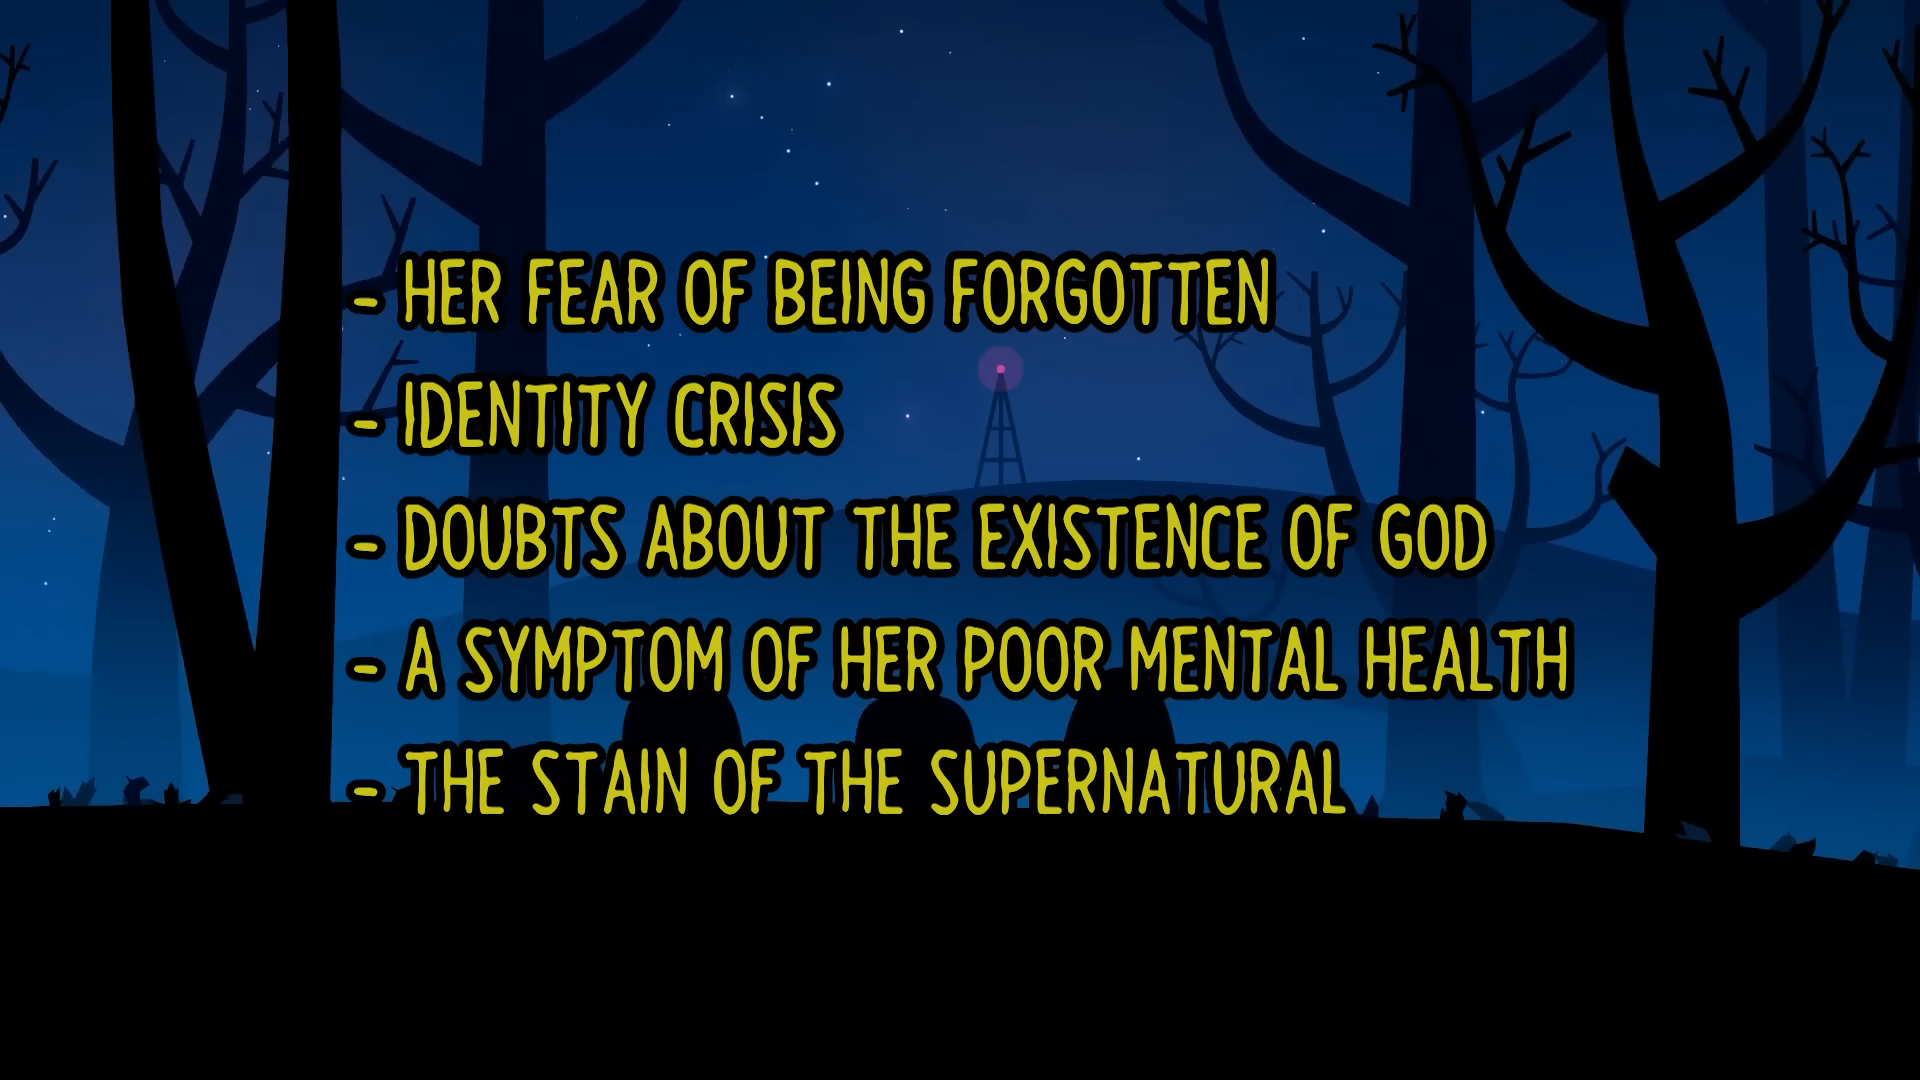 - HER FEAR OF BEING FORGOTTEN
- IDENTITY CRISIS
- DOUBTS ABOUT THE EXISTENCE OF GOD
- A SYMPTOM OF HER POOR MENTAL HEALTH
- THE STAIN OF THE SUPERNATURAL